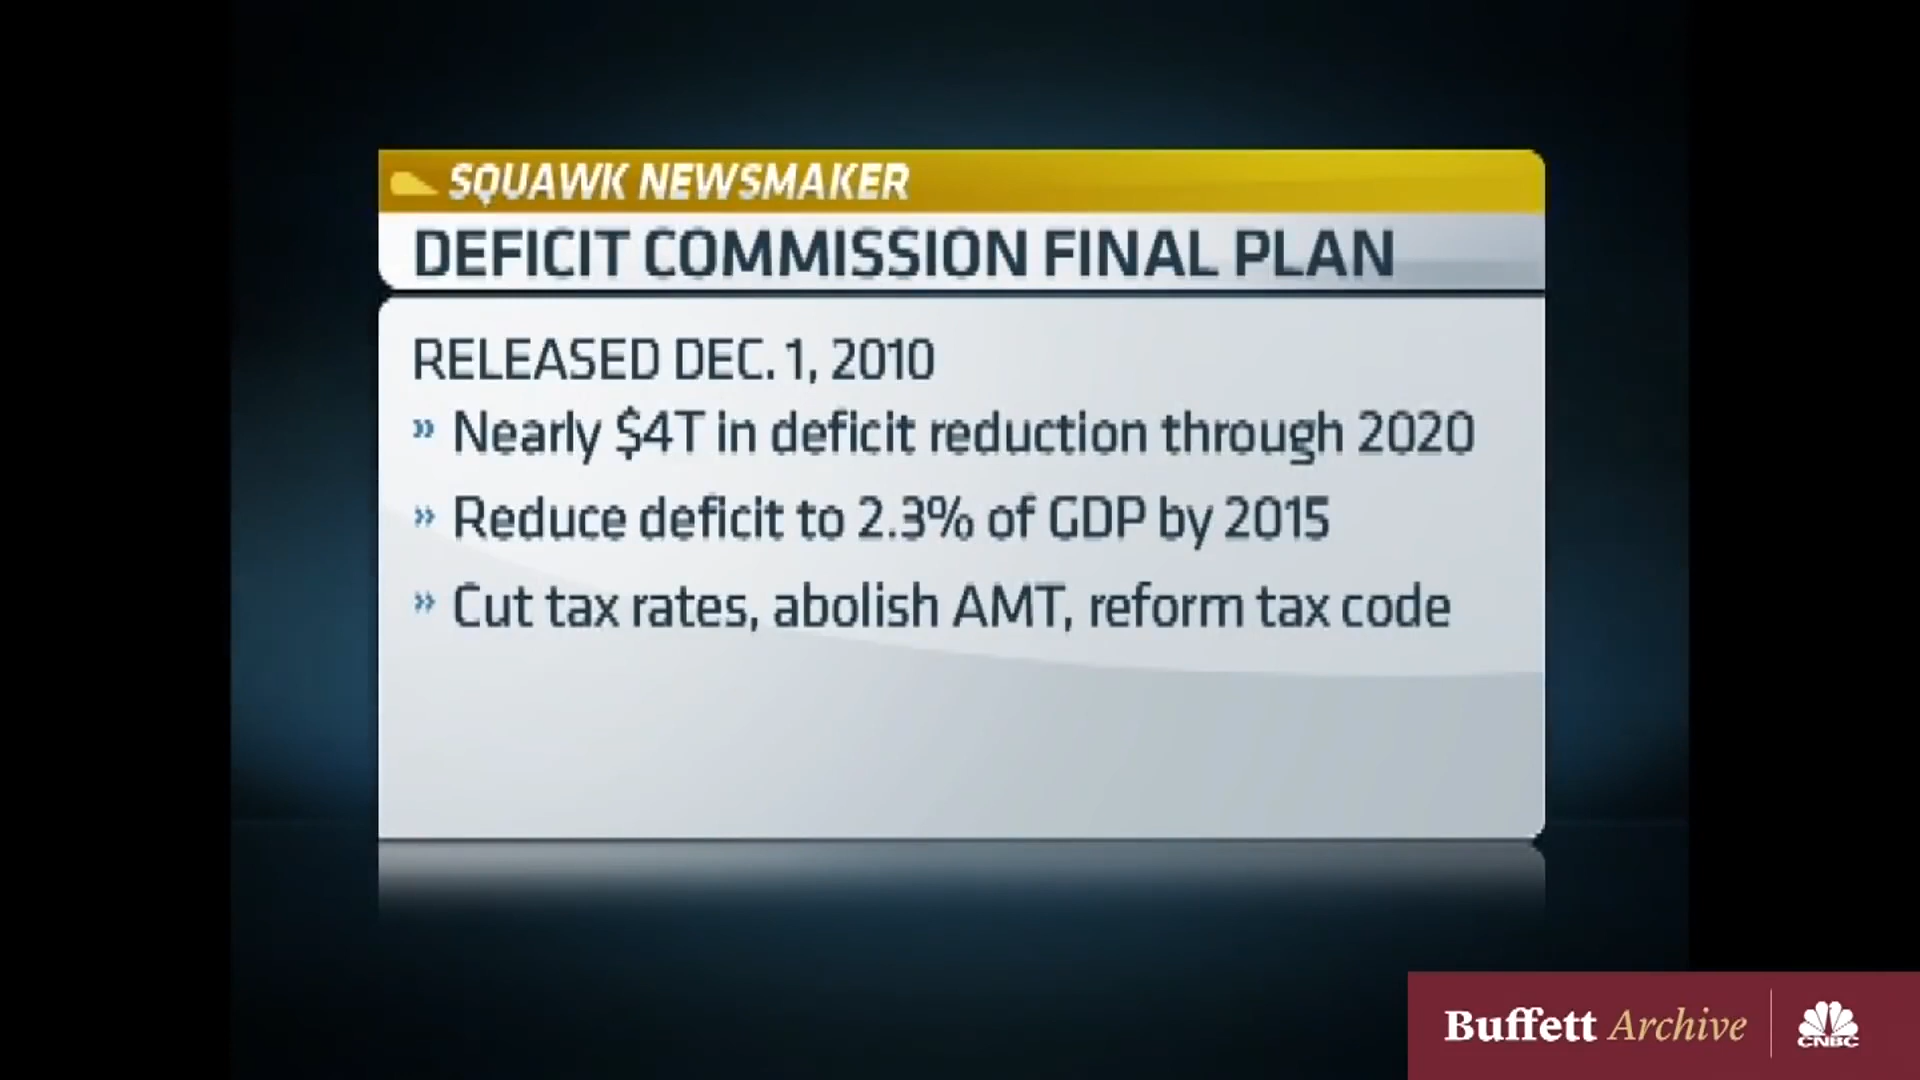 SQUAWK NEWSMAKER
DEFICIT COMMISSION FINAL PLAN
RELEASED DEC. 1, 2010
» Nearly $4T in deficit reduction through 2020
» Reduce deficit to 2.3% of GDP by 2015
» Cut tax rates, abolish AMT, reform tax code
Buffett Archive
CNBC